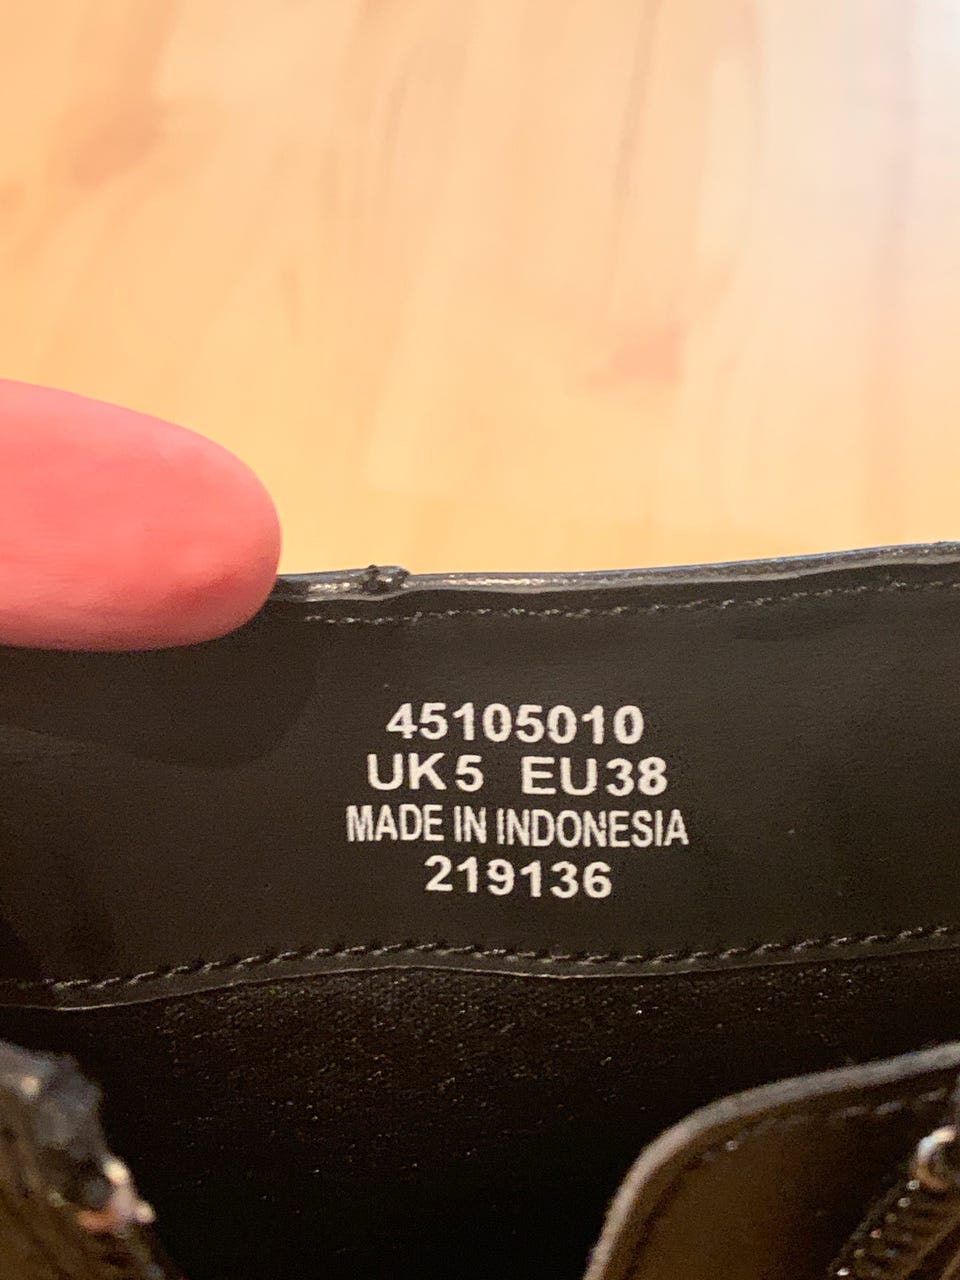 45105010
UK5 EU38
MADE IN INDONESIA
219136